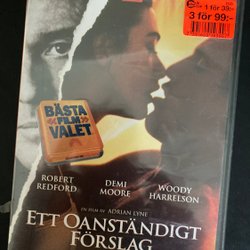 1 för 39:-
3 för 99:-
BÄSTA
FILM
VALET
ROBERT REDFORD
DEMI MOORE
WOODY HARRELSON
EN FILM AV ADRIAN LYNE
ETT OANSTÄNDIGT
FÖRSLAG